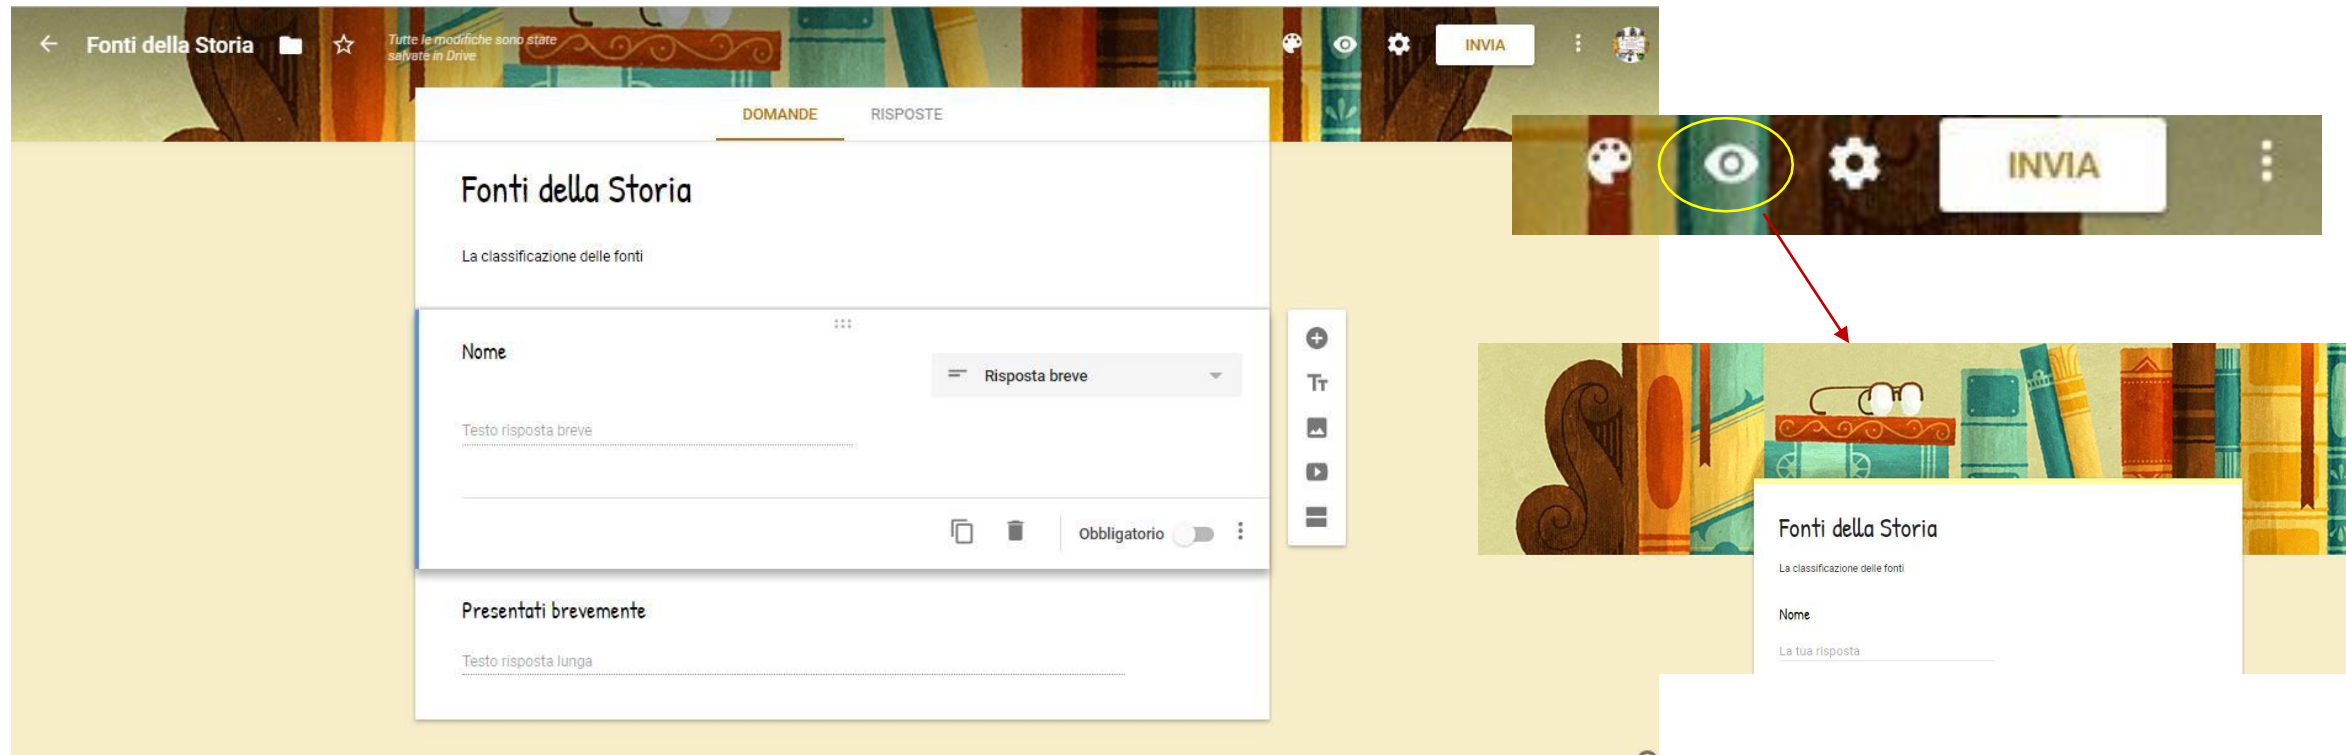 Fonti della Storia
Tutte le modifiche sono state
salvate in Drive
INVIA
DOMANDE RISPOSTE
Fonti della Storia
La classificazione delle fonti
Nome
Risposta breve
Testo risposta breve
Obbligatorio
Presentati brevemente
Testo risposta lunga
INVIA
Fonti della Storia
La classificazione delle fonti
Nome
La tua risposta